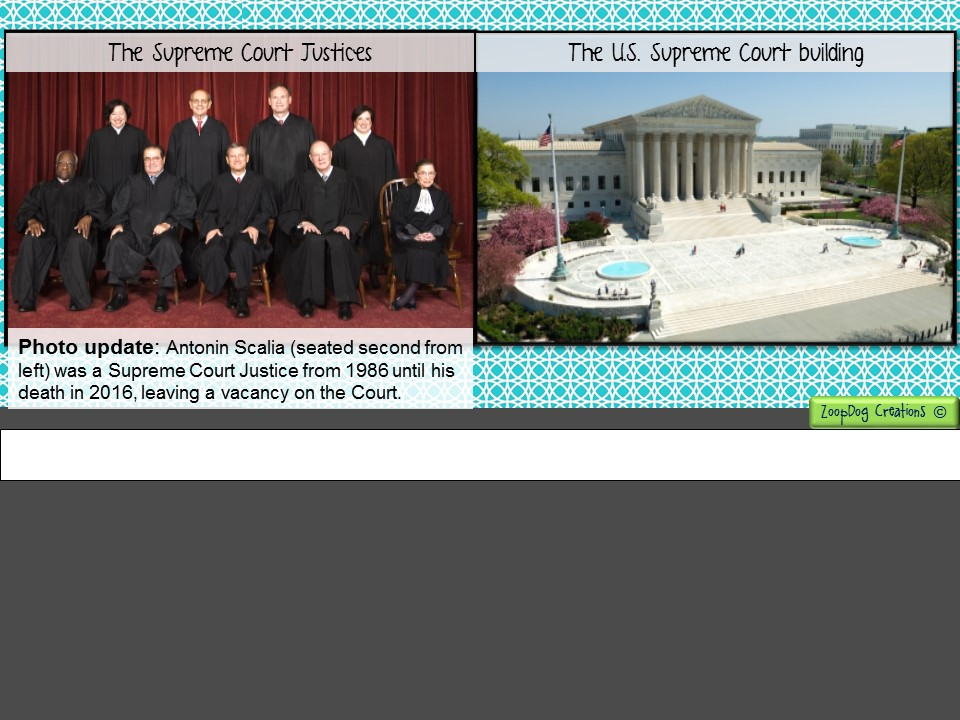 The Supreme Court Justices
The U.S. Supreme Court building
Photo update: Antonin Scalia (seated second from
left) was a Supreme Court Justice from 1986 until his
death in 2016, leaving a vacancy on the Court.
ZoopDog Creations ©